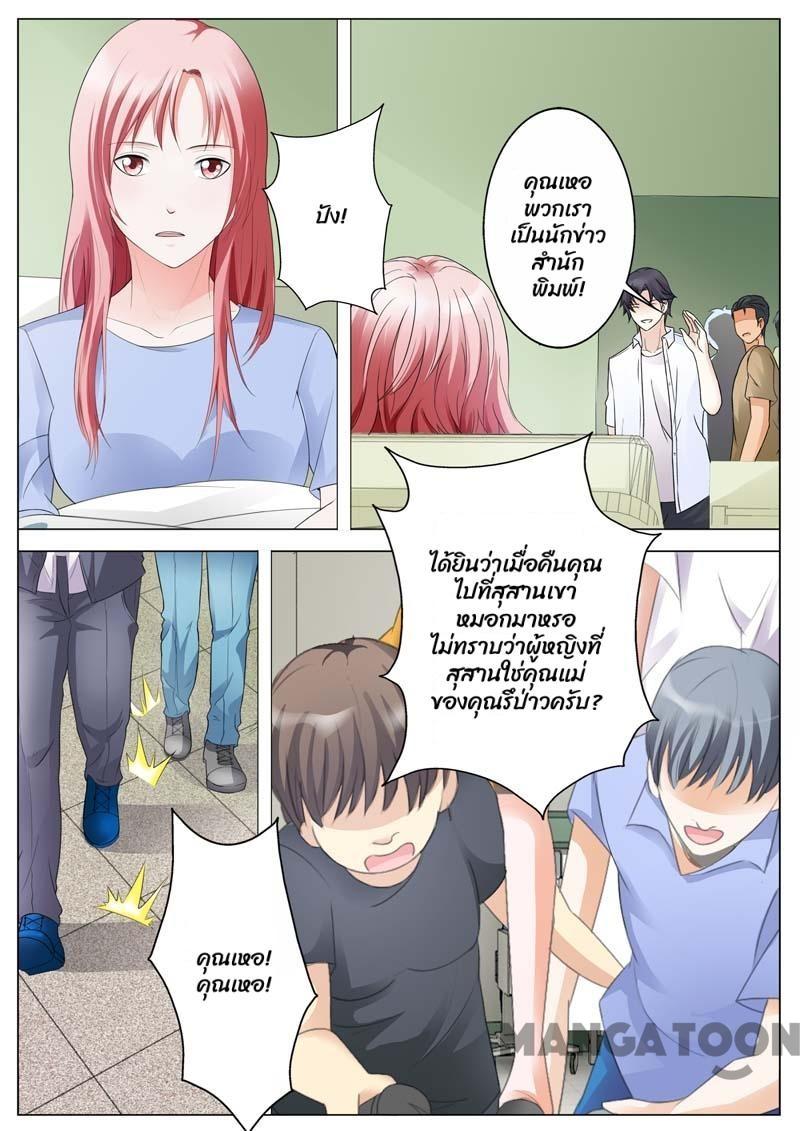 ปัง!
คุณเหอ
พวกเรา
เป็นนักข่าว
สำนัก
พิมพ์!
ได้ยินว่าเมื่อคืนคุณ
ไปที่สุสานเขา
หมอกมาหรอ
ไม่ทราบว่าผู้หญิงที่
สุสานใช่คุณแม่
ของคุณรึป่าวครับ?
คุณเหอ!
คุณเหอ!
MANGATOON